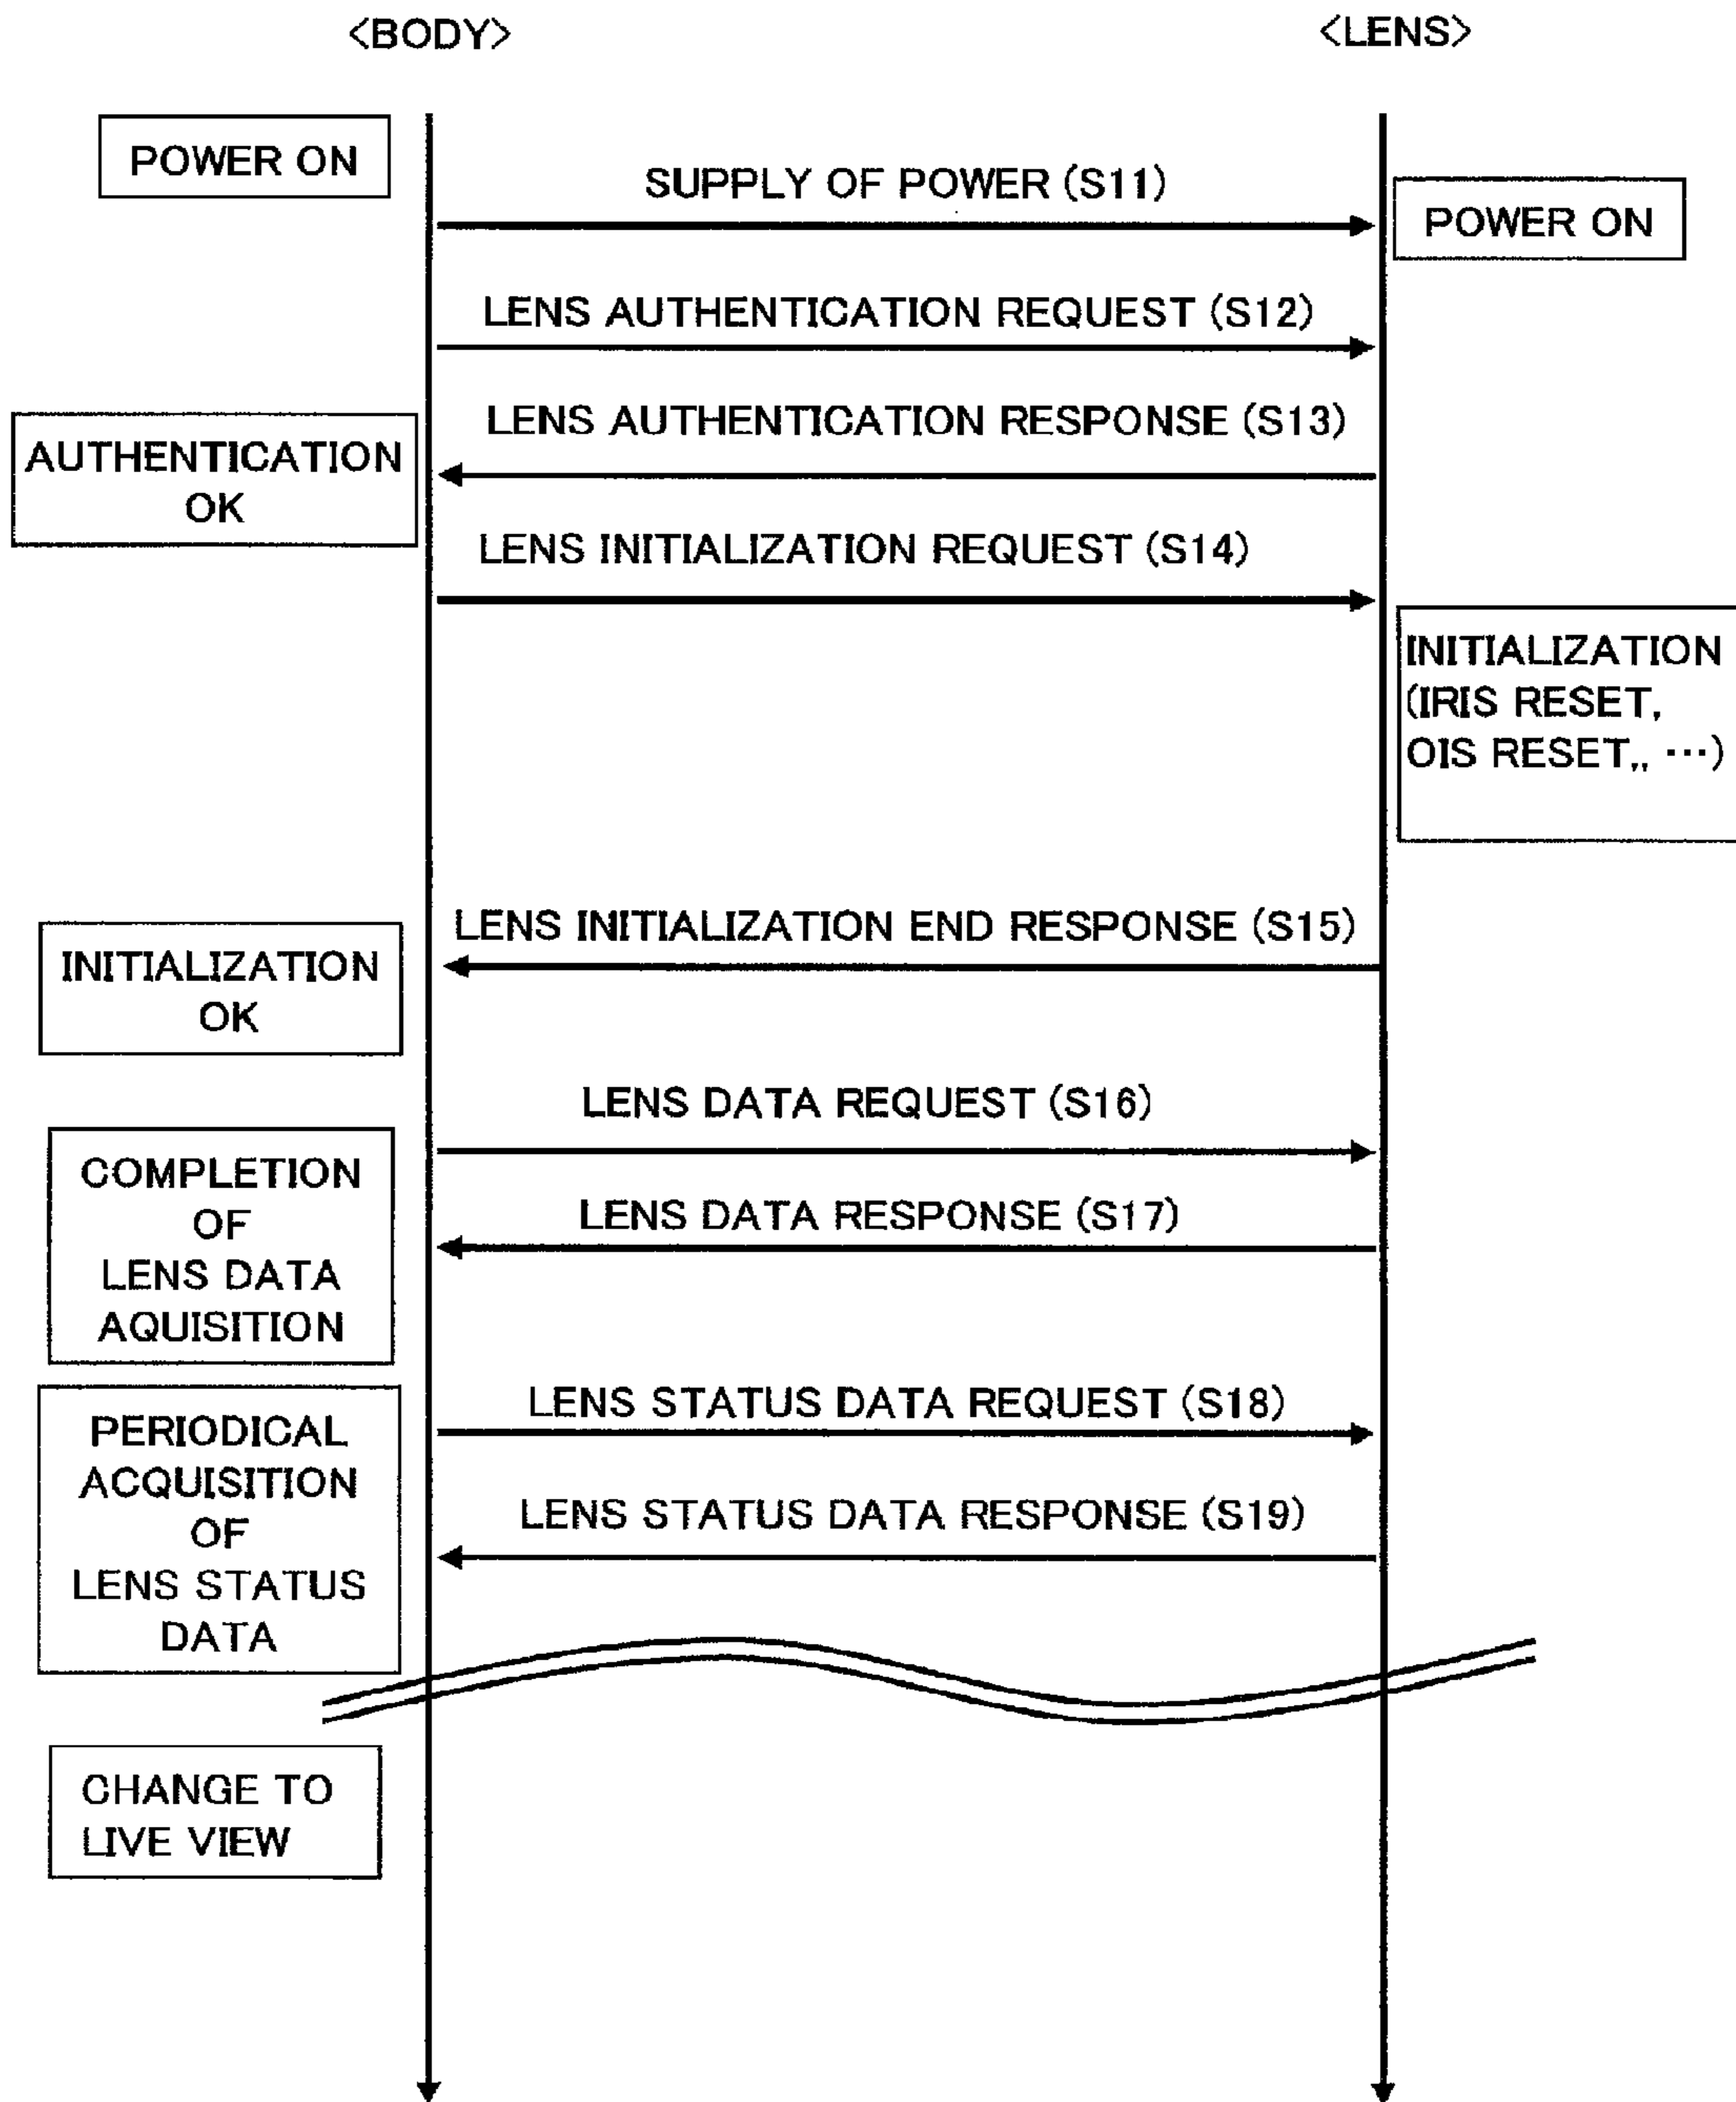 <BODY>
<LENS>
POWER ON
SUPPLY OF POWER (S11)
POWER ON
LENS AUTHENTICATION REQUEST (S12)
LENS AUTHENTICATION RESPONSE (S13)
AUTHENTICATION
OK
LENS INITIALIZATION REQUEST (S14)
INITIALIZATION
(IRIS RESET,
OIS RESET,, ···)
LENS INITIALIZATION END RESPONSE (S15)
INITIALIZATION
OK
LENS DATA REQUEST (S16)
COMPLETION
OF
LENS DATA
AQUISITION
LENS DATA RESPONSE (S17)
LENS STATUS DATA REQUEST (S18)
PERIODICAL
ACQUISITION
OF
LENS STATUS
DATA
LENS STATUS DATA RESPONSE (S19)
CHANGE TO
LIVE VIEW